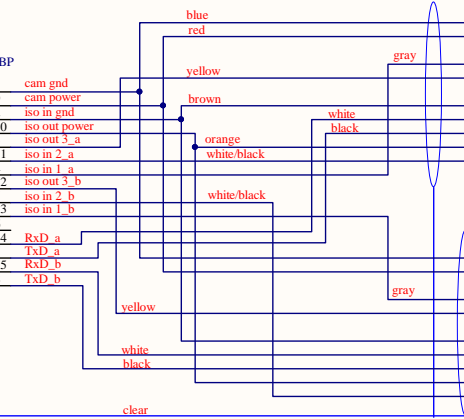 blue
red
gray
BP
yellow
cam gnd
cam power
brown
iso in gnd
white
0 iso out power
black
iso out 3_a
orange
1 iso in 2_a
white/black
iso in 1_a
2 iso out 3_b
iso in 2_b
white/black
3 iso in 1_b
4 RxD_a
TxD_a
5 RxD_b
TxD_b
gray
yellow
white
black
clear